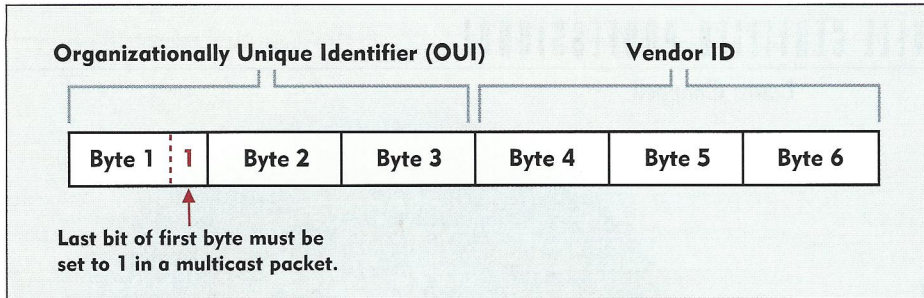 Organizationally Unique Identifier (OUI) Vendor ID
Byte 1 1 Byte 2 Byte 3 Byte 4 Byte 5 Byte 6
Last bit of first byte must be
set to 1 in a multicast packet.